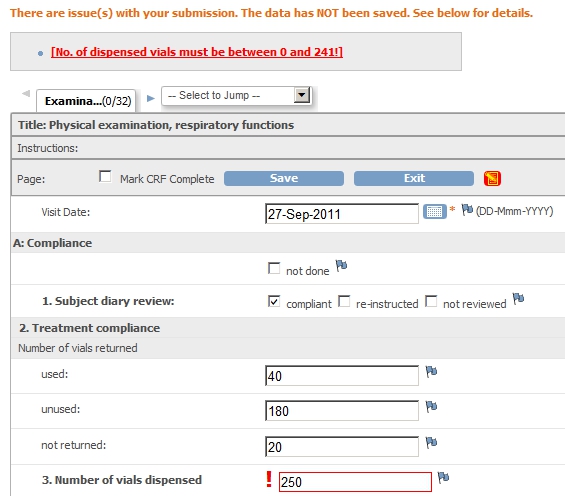 There are issue(s) with your submission. The data has NOT been saved. See below for details.
[No. of dispensed vials must be between 0 and 241!]
Examina...(0/32)
-- Select to Jump --
Title: Physical examination, respiratory functions
Instructions:
Page: Mark CRF Complete Save Exit
Visit Date: 27-Sep-2011 * (DD-Mmm-YYYY)
A: Compliance
not done
1. Subject diary review: compliant re-instructed not reviewed
2. Treatment compliance
Number of vials returned
used: 40
unused: 180
not returned: 20
3. Number of vials dispensed ! 250